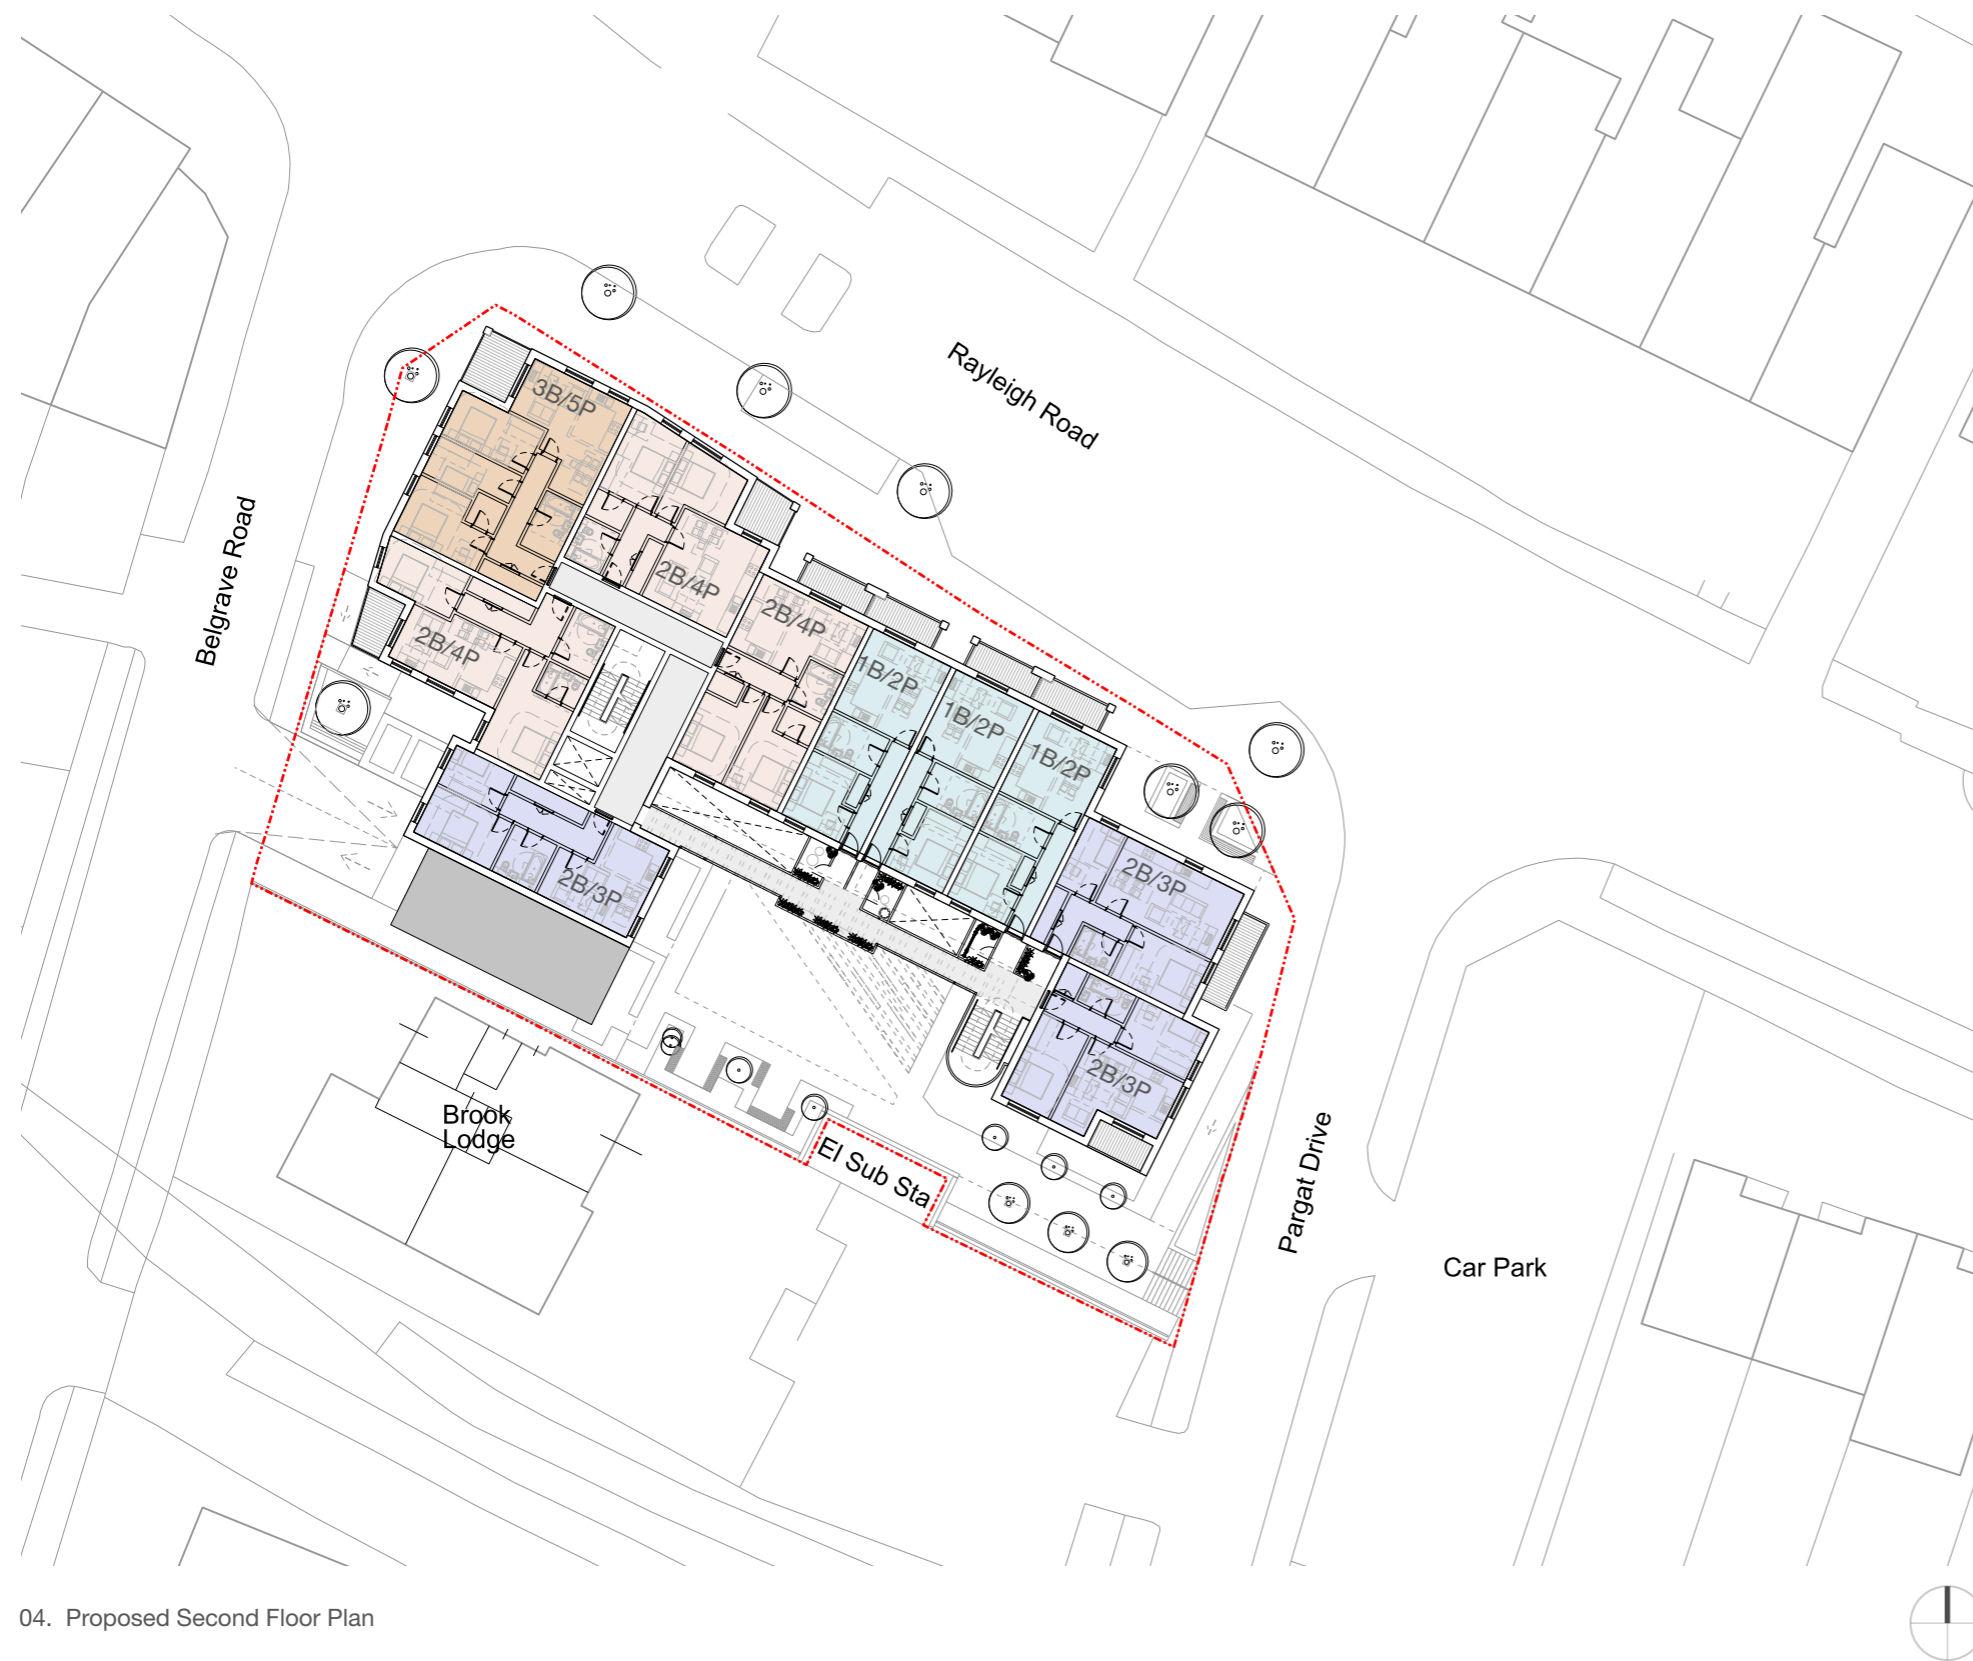 Rayleigh Road
3B/5P
Belgrave Road
2B/4P
2B/4P
2B/4P
1B/2P
1B/2P
1B/2P
2B/3P
2B/3P
2B/3P
Brook
Lodge
El Sub Sta
Pargat Drive
Car Park
04. Proposed Second Floor Plan